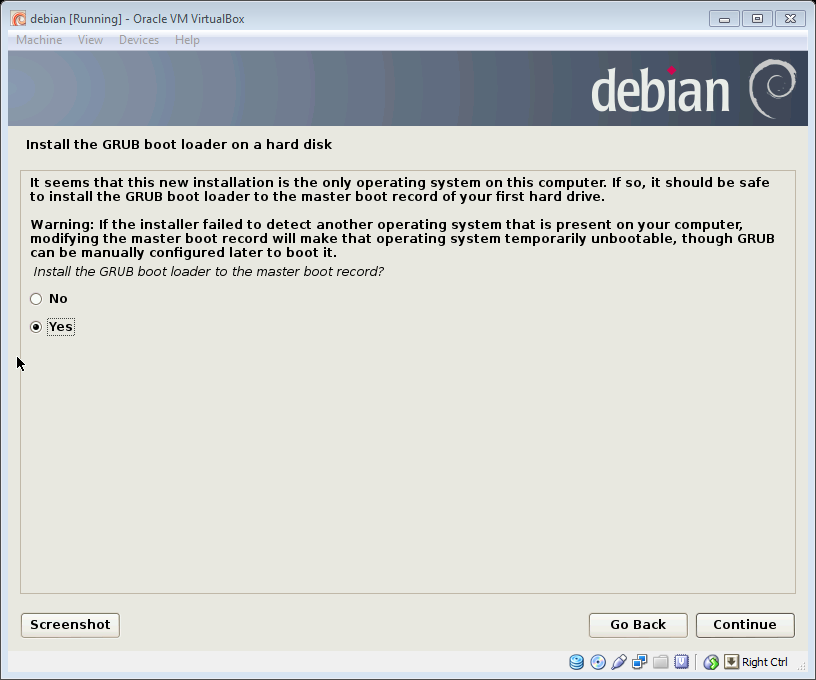 debian [Running] - Oracle VM VirtualBox
Machine View Devices Help
debian
Install the GRUB boot loader on a hard disk
It seems that this new installation is the only operating system on this computer. If so, it should be safe
to install the GRUB boot loader to the master boot record of your first hard drive.
Warning: If the installer failed to detect another operating system that is present on your computer,
modifying the master boot record will make that operating system temporarily unbootable, though GRUB
can be manually configured later to boot it.
Install the GRUB boot loader to the master boot record?
No
Yes
Screenshot Go Back Continue
Right Ctrl